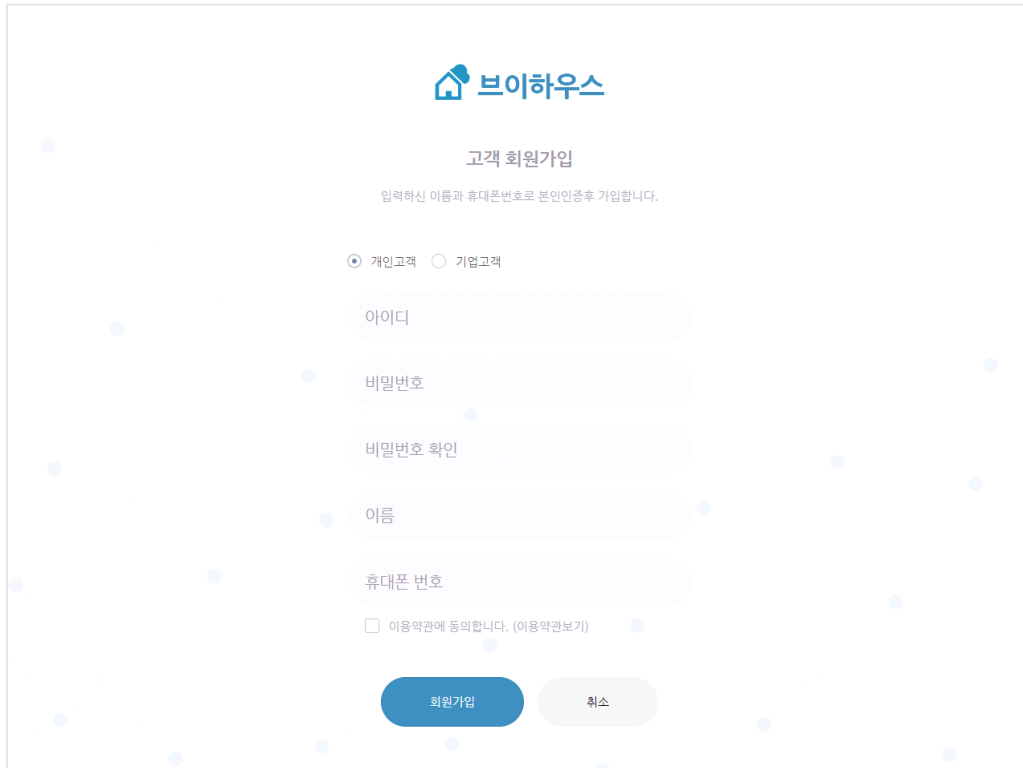 브이하우스
고객 회원가입
입력하신 이름과 휴대폰번호로 본인인증후 가입합니다.
개인고객 기업고객
아이디
비밀번호
비밀번호 확인
이름
휴대폰 번호
이용약관에 동의합니다. (이용약관보기)
회원가입 취소